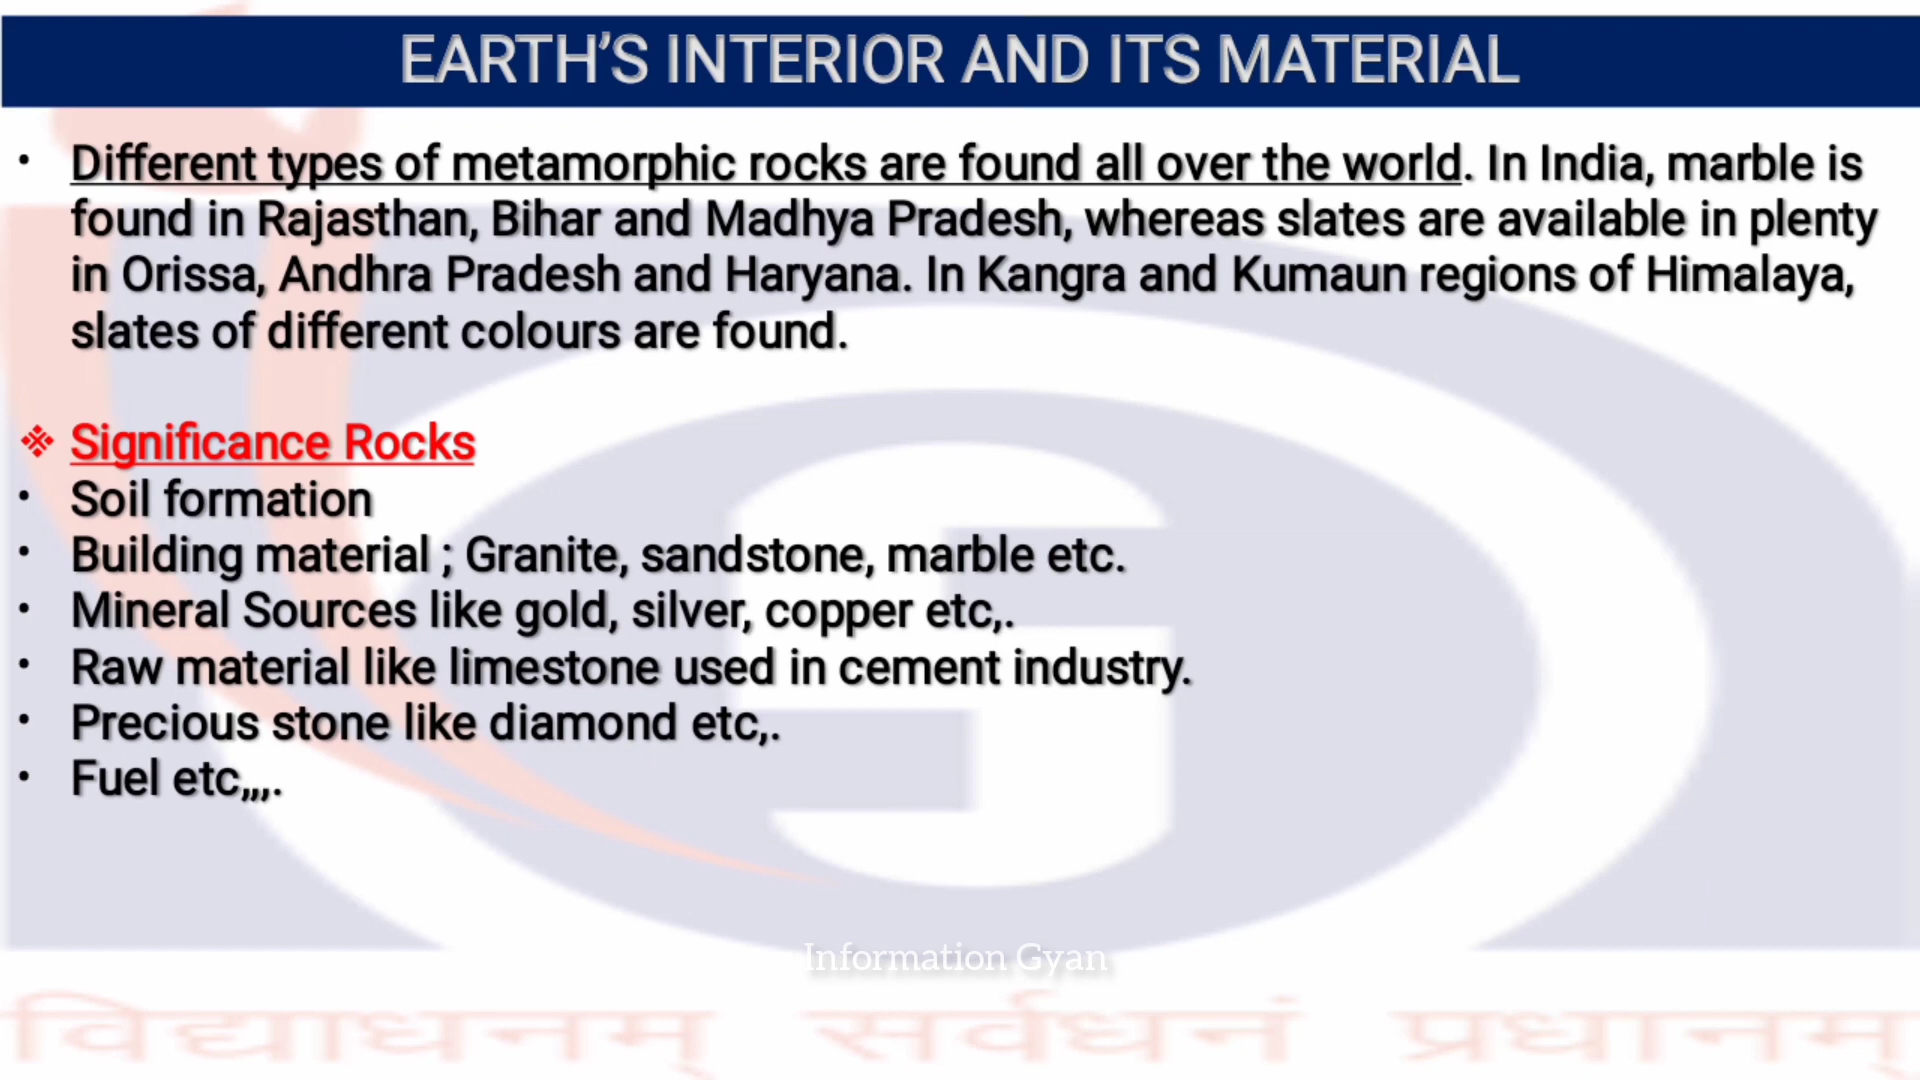 EARTH’S INTERIOR AND ITS MATERIAL
• Different types of metamorphic rocks are found all over the world. In India, marble is
found in Rajasthan, Bihar and Madhya Pradesh, whereas slates are available in plenty
in Orissa, Andhra Pradesh and Haryana. In Kangra and Kumaun regions of Himalaya,
slates of different colours are found.
❖ Significance Rocks
• Soil formation
• Building material ; Granite, sandstone, marble etc.
• Mineral Sources like gold, silver, copper etc,.
• Raw material like limestone used in cement industry.
• Precious stone like diamond etc,.
• Fuel etc,,,,.
Information Gyan
विद्याधनम् सर्वधनं प्रधानम्